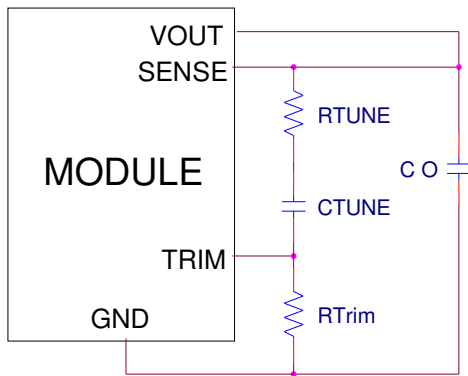 VOUT
SENSE
RTUNE
MODULE
C O
CTUNE
TRIM
RTrim
GND